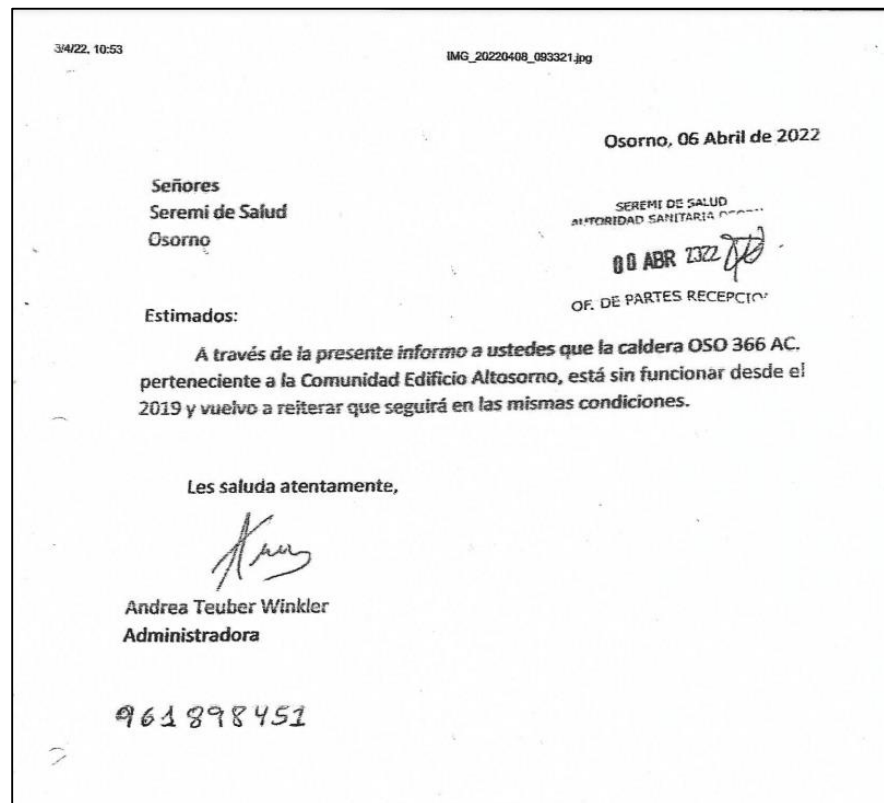 3/4/22, 10:53
IMG_20220408_093321.jpg
Osorno, 06 Abril de 2022
Señores
Seremi de Salud
Osorno
SEREMI DE SALUD
AUTORIDAD SANITARIA
ABR
OF. DE PARTES RECEPCIO
Estimados:
A través de la presente informo a ustedes que la caldera OSO 366 AC.
perteneciente a la Comunidad Edificio Altosorno, está sin funcionar desde el
2019 y vuelvo a reiterar que seguirá en las mismas condiciones.
Les saluda atentamente,
Andrea Teuber Winkler
Administradora
961898451